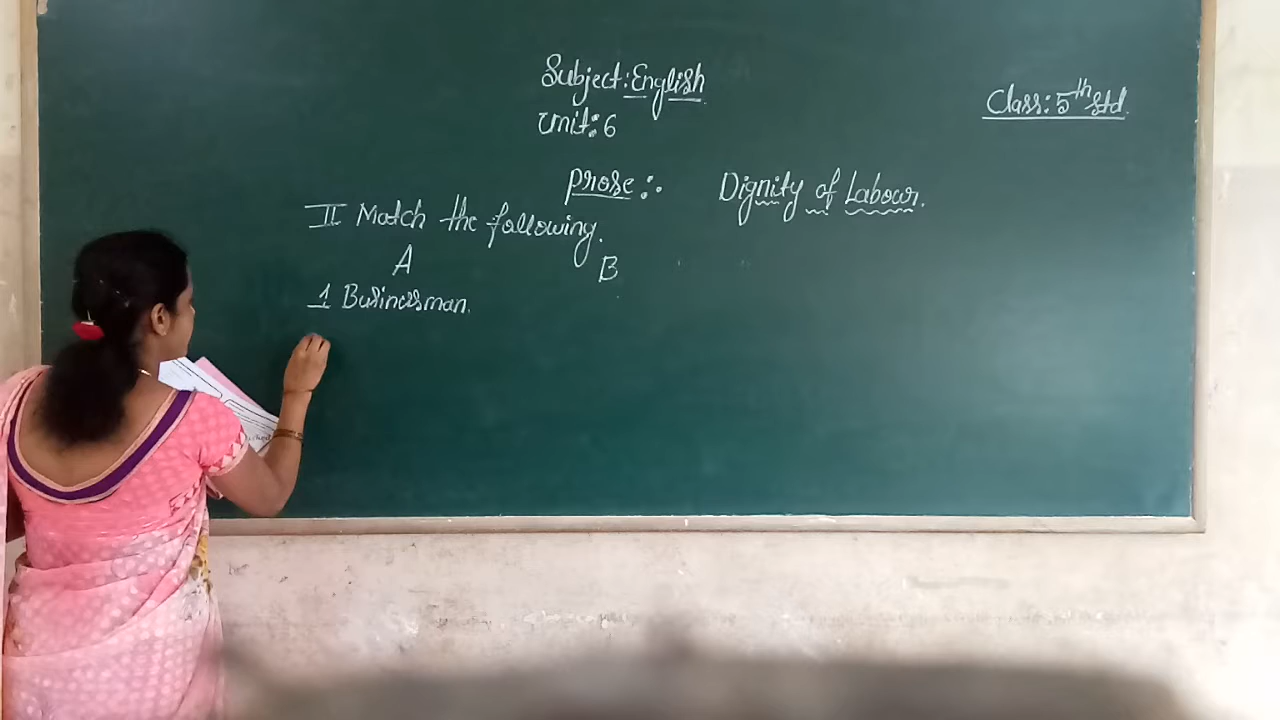 Subject: English
Unit: 6
Class: 5th std.
Prose :. Dignity of Labour.
II Match the following.
A B
1 Businessman.